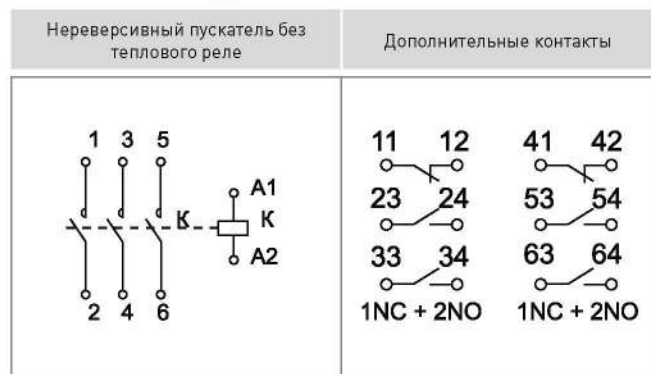 Нереверсивный пускатель без
теплового реле
Дополнительные контакты
1 3 5
A1
К К
A2
2 4 6
11 12 41 42
23 24 53 54
33 34 63 64
1NC + 2NO 1NC + 2NO